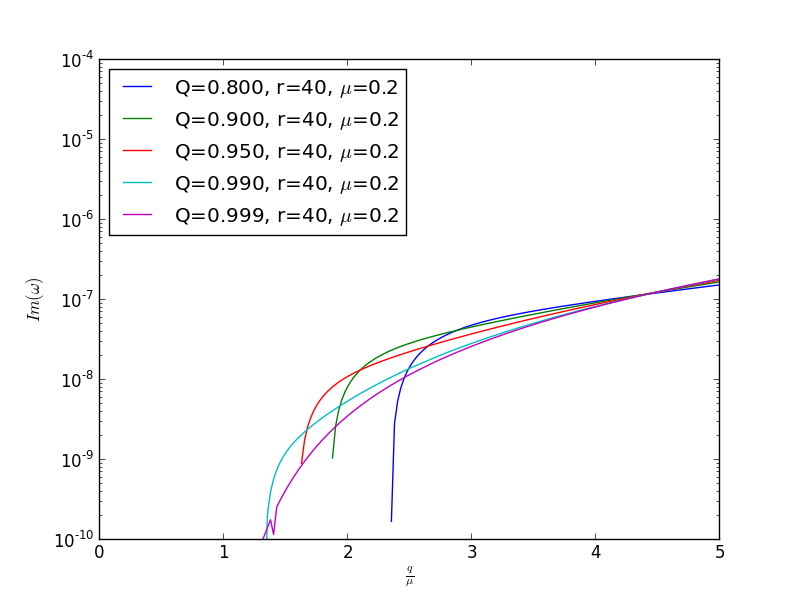 10^-4
10^-5
10^-6
10^-7
10^-8
10^-9
10^-10
Im(ω)
Q=0.800, r=40, μ=0.2
Q=0.900, r=40, μ=0.2
Q=0.950, r=40, μ=0.2
Q=0.990, r=40, μ=0.2
Q=0.999, r=40, μ=0.2
0 1 2 3 4 5
q/μ